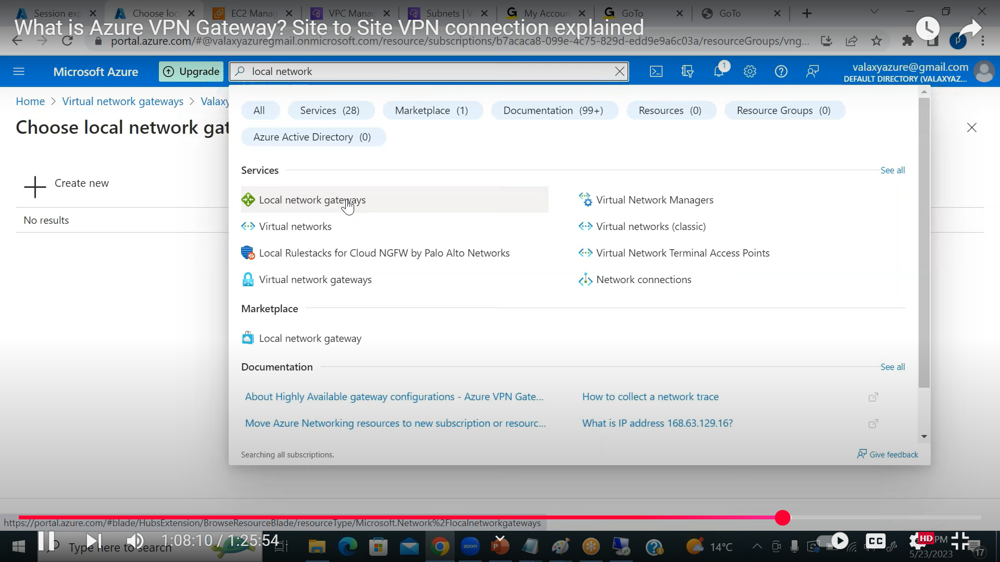 Session exp
Choose loc
EC2 Manag
VPC Manag
Subnets | V
My Accoun
GoTo
GoTo
What is Azure VPN Gateway? Site to Site VPN connection explained
portal.azure.com/#@valaxyazuregmail.onmicrosoft.com/resource/subscriptions/b7acaca8-099e-4c75-829d-edd9e9a6c03a/resourceGroups/vng...
p
Microsoft Azure
Upgrade
local network
1
valaxyazure@gmail.com
DEFAULT DIRECTORY (VALAXYAZ...
Home > Virtual network gateways > Valaxy
Choose local network gat
All
Services (28)
Marketplace (1)
Documentation (99+)
Resources (0)
Resource Groups (0)
Azure Active Directory (0)
Create new
No results
Services
See all
Local network gateways
Virtual Network Managers
Virtual networks
Virtual networks (classic)
Local Rulestacks for Cloud NGFW by Palo Alto Networks
Virtual Network Terminal Access Points
Virtual network gateways
Network connections
Marketplace
Local network gateway
Documentation
See all
About Highly Available gateway configurations - Azure VPN Gate...
How to collect a network trace
Move Azure Networking resources to new subscription or resourc...
What is IP address 168.63.129.16?
Searching all subscriptions.
Give feedback
https://portal.azure.com/#blade/HubsExtension/BrowseResourceBlade/resourceType/Microsoft.Network%2Flocalnetworkgateways
Type here to search
1:08:10 / 1:25:54
zoom
14°C
CC
HD
PM
5/23/2023
17